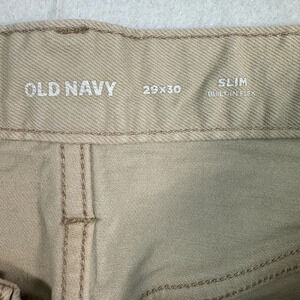 OLD NAVY
29x30
SLIM
BUILT-IN FLEX